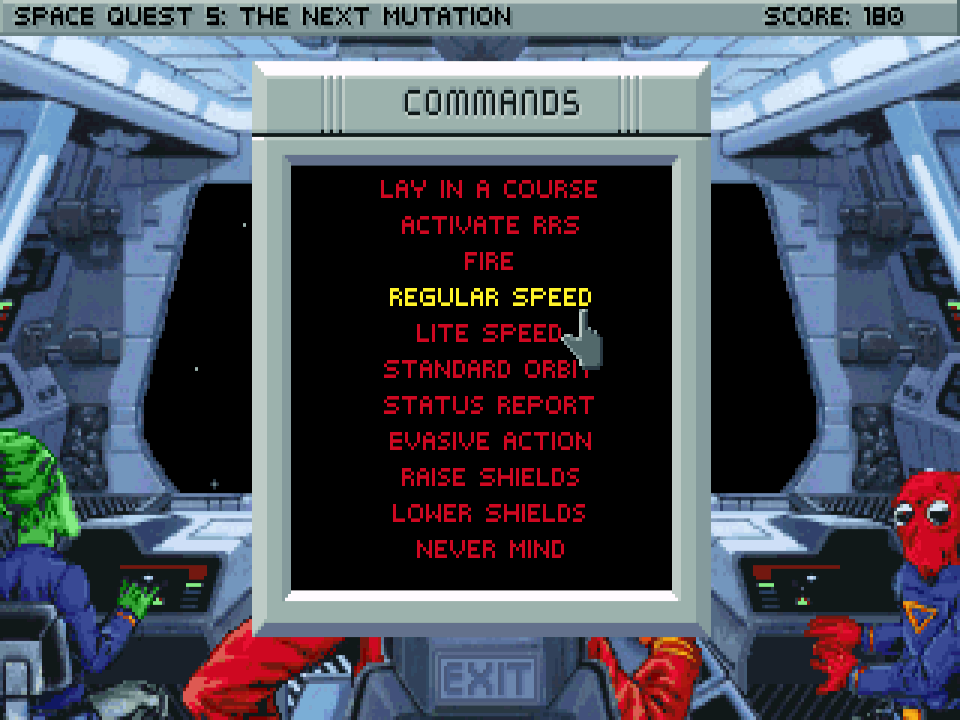 SPACE QUEST 5: THE NEXT MUTATION SCORE: 180
COMMANDS
LAY IN A COURSE
ACTIVATE RRS
FIRE
REGULAR SPEED
LITE SPEED
STANDARD ORBIT
STATUS REPORT
EVASIVE ACTION
RAISE SHIELDS
LOWER SHIELDS
NEVER MIND
EXIT